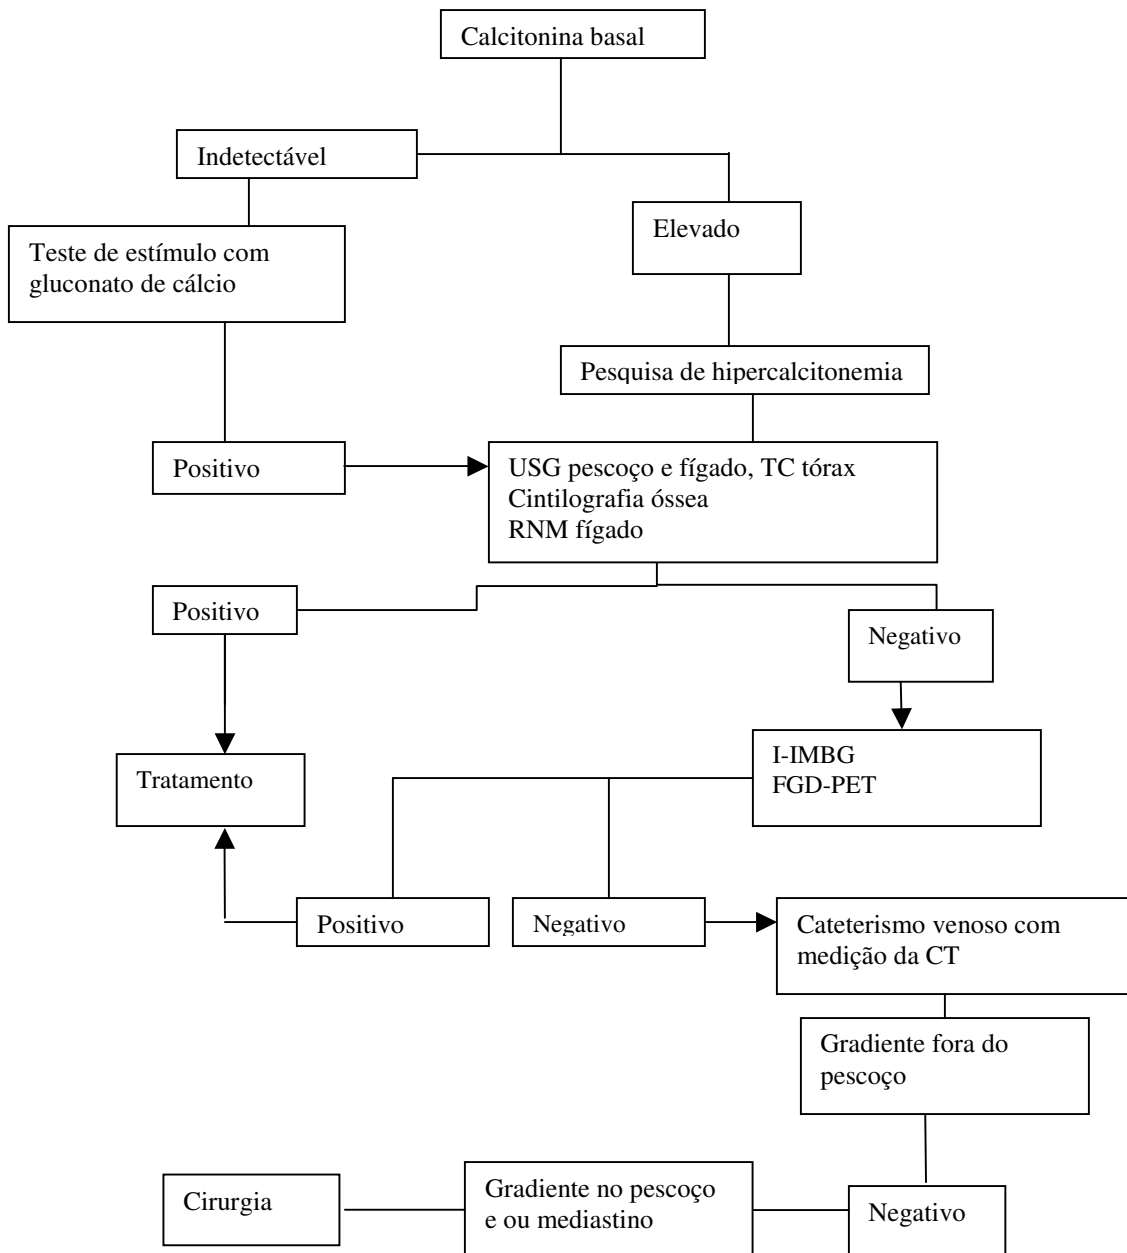 Calcitonina basal
Indetectável
Elevado
Teste de estímulo com
gluconato de cálcio
Pesquisa de hipercalcitonemia
Positivo
USG pescoço e fígado, TC tórax
Cintilografia óssea
RNM fígado
Positivo
Negativo
Tratamento
I-IMBG
FGD-PET
Positivo
Negativo
Cateterismo venoso com
medição da CT
Gradiente fora do
pescoço
Cirurgia
Gradiente no pescoço
e ou mediastino
Negativo